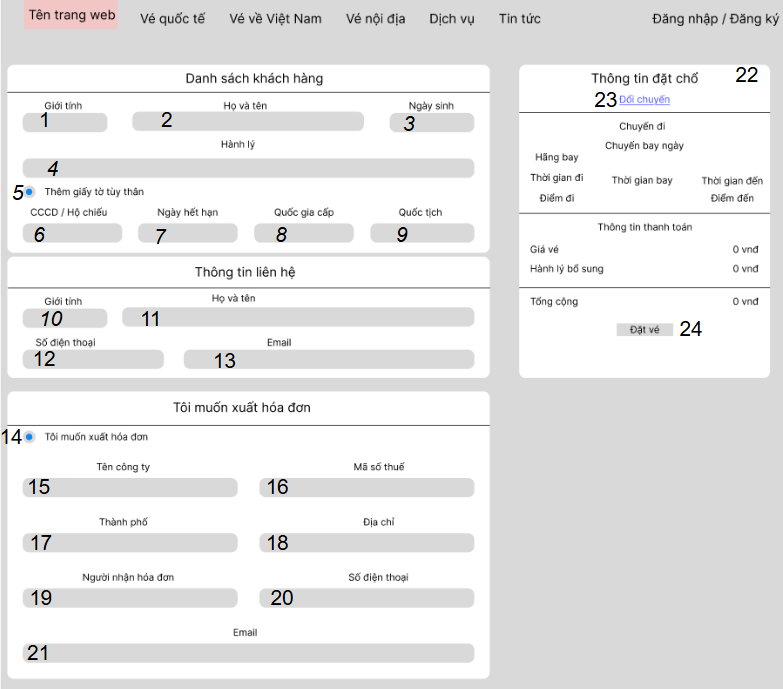 Tên trang web Vé quốc tế Vé về Việt Nam Vé nội địa Dịch vụ Tin tức Đăng nhập / Đăng ký
Danh sách khách hàng
Giới tính Họ và tên Ngày sinh
1 2 3
Hành lý
4
5 Thêm giấy tờ tùy thân
CCCD / Hộ chiếu Ngày hết hạn Quốc gia cấp Quốc tịch
6 7 8 9
Thông tin liên hệ
Giới tính Họ và tên
10 11
Số điện thoại Email
12 13
Tôi muốn xuất hóa đơn
14 Tôi muốn xuất hóa đơn
Tên công ty Mã số thuế
15 16
Thành phố Địa chỉ
17 18
Người nhận hóa đơn Số điện thoại
19 20
Email
21
Thông tin đặt chổ 22
23 Đổi chuyến
Chuyến đi
Chuyến bay ngày
Hãng bay
Thời gian đi Thời gian bay Thời gian đến
Điểm đi Điểm đến
Thông tin thanh toán
Giá vé 0 vnđ
Hành lý bổ sung 0 vnđ
Tổng cộng 0 vnđ
Đặt vé 24